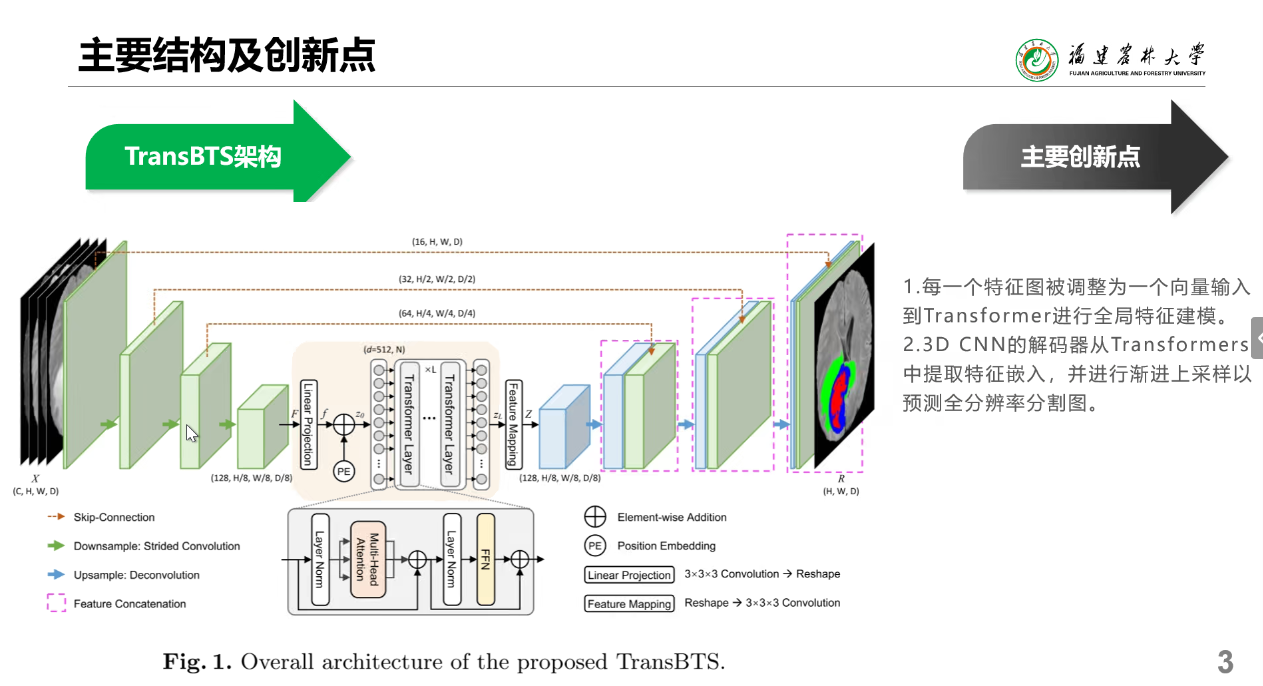 主要结构及创新点
福建农林大学
FUJIAN AGRICULTURE AND FORESTRY UNIVERSITY
TransBTS架构
主要创新点
(16, H, W, D)
(32, H/2, W/2, D/2)
(64, H/4, W/4, D/4)
(d=512, N)
×L
Linear Projection
Transformer Layer
...
Transformer Layer
Feature Mapping
F
f
z₀
z_L
Z
PE
X
(C, H, W, D)
(128, H/8, W/8, D/8)
(128, H/8, W/8, D/8)
R
(H, W, D)
1.每一个特征图被调整为一个向量输入
到Transformer进行全局特征建模。
2.3D CNN的解码器从Transformers
中提取特征嵌入，并进行渐进上采样以
预测全分辨率分割图。
Skip-Connection
Downsample: Strided Convolution
Upsample: Deconvolution
Feature Concatenation
Layer Norm
Multi-Head
Attention
Layer Norm
FFN
Element-wise Addition
PE
Position Embedding
Linear Projection
3×3×3 Convolution → Reshape
Feature Mapping
Reshape → 3×3×3 Convolution
Fig. 1. Overall architecture of the proposed TransBTS.
3